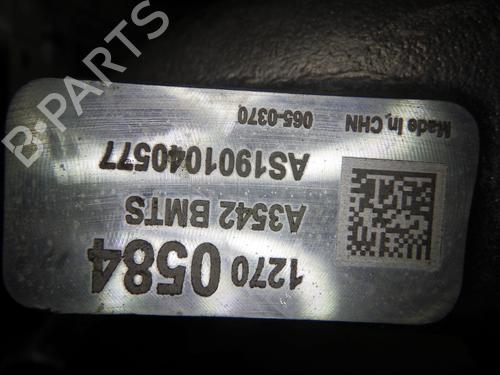 1270 0584
A3542 BMTS
AS1901040577
065-0370 Made In CHN
B-PARTS